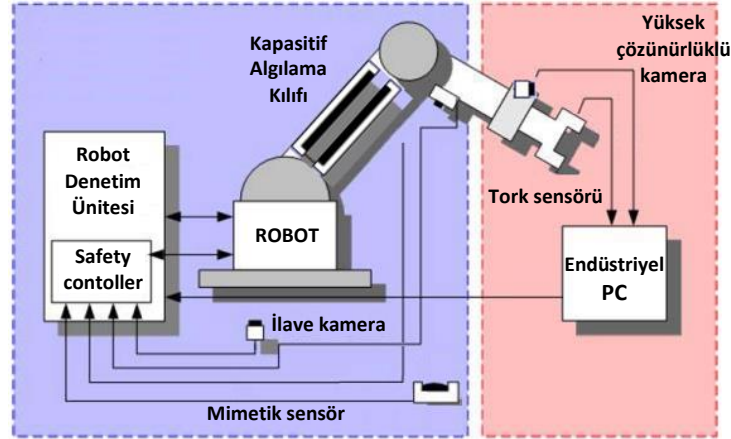 Kapasitif
Algılama
Kılıfı
Yüksek
çözünürlüklü
kamera
Robot
Denetim
Ünitesi
Safety
contoller
ROBOT
Tork sensörü
Endüstriyel
PC
İlave kamera
Mimetik sensör